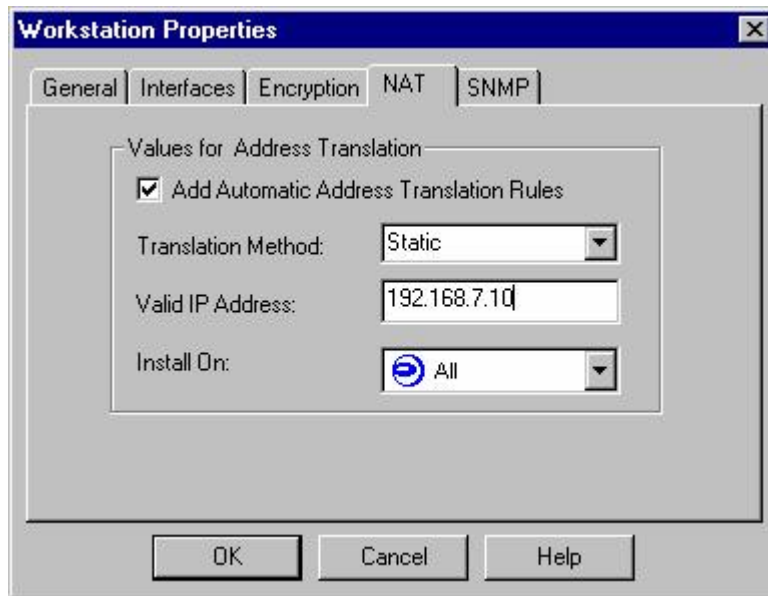 Workstation Properties
General Interfaces Encryption NAT SNMP
Values for Address Translation
Add Automatic Address Translation Rules
Translation Method: Static
Valid IP Address: 192.168.7.10
Install On: All
OK Cancel Help